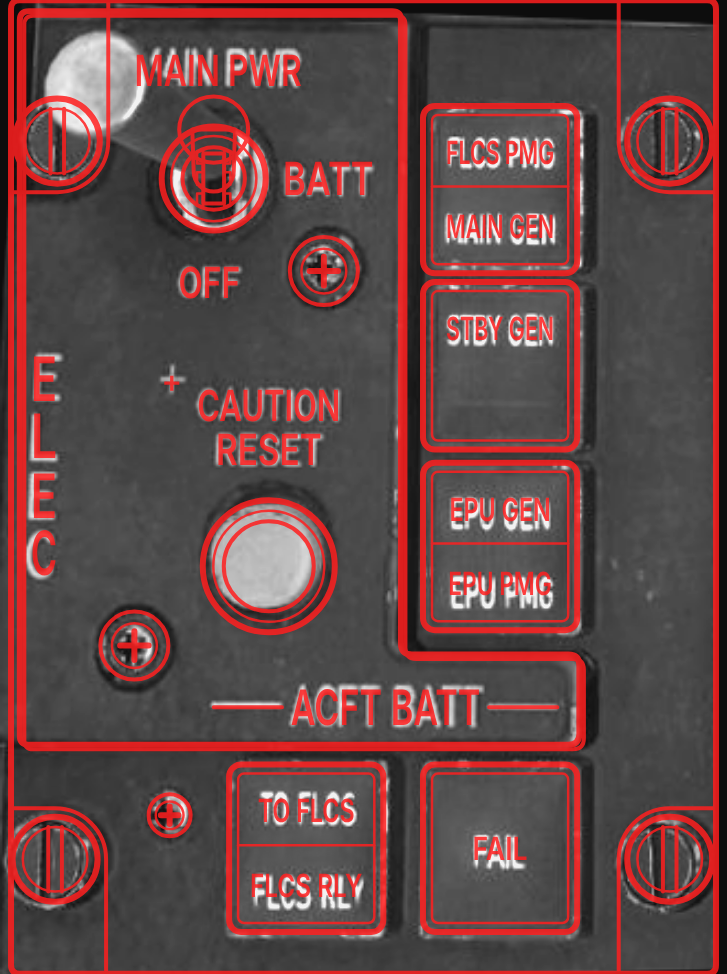 MAIN PWR
BATT
OFF
ELEC
CAUTION
RESET
FLCS PMG
MAIN GEN
STBY GEN
EPU GEN
EPU PMG
ACFT BATT
TO FLCS
FLCS RLY
FAIL